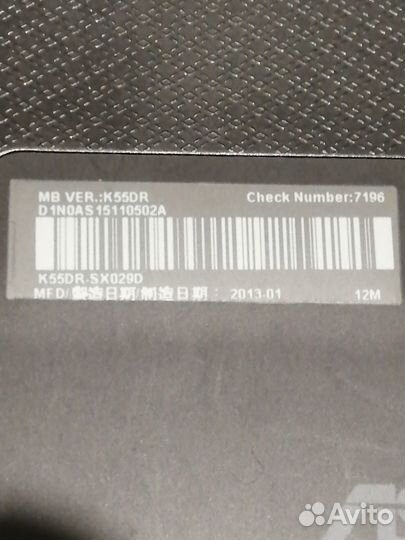 MB VER.:K55DR Check Number:7196
D1N0AS15110502A
K55DR-SX029D
MFD/製造日期/制造日期: 2013-01 12M
Avito